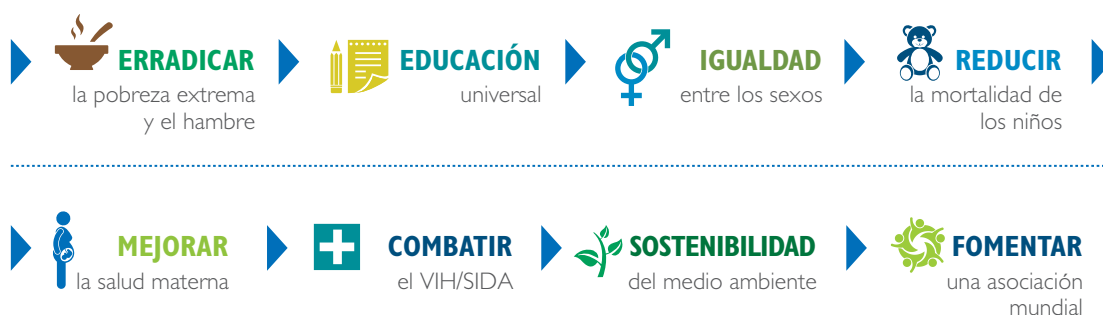 ERRADICAR
la pobreza extrema
y el hambre
EDUCACIÓN
universal
IGUALDAD
entre los sexos
REDUCIR
la mortalidad de
los niños
MEJORAR
la salud materna
COMBATIR
el VIH/SIDA
SOSTENIBILIDAD
del medio ambiente
FOMENTAR
una asociación
mundial